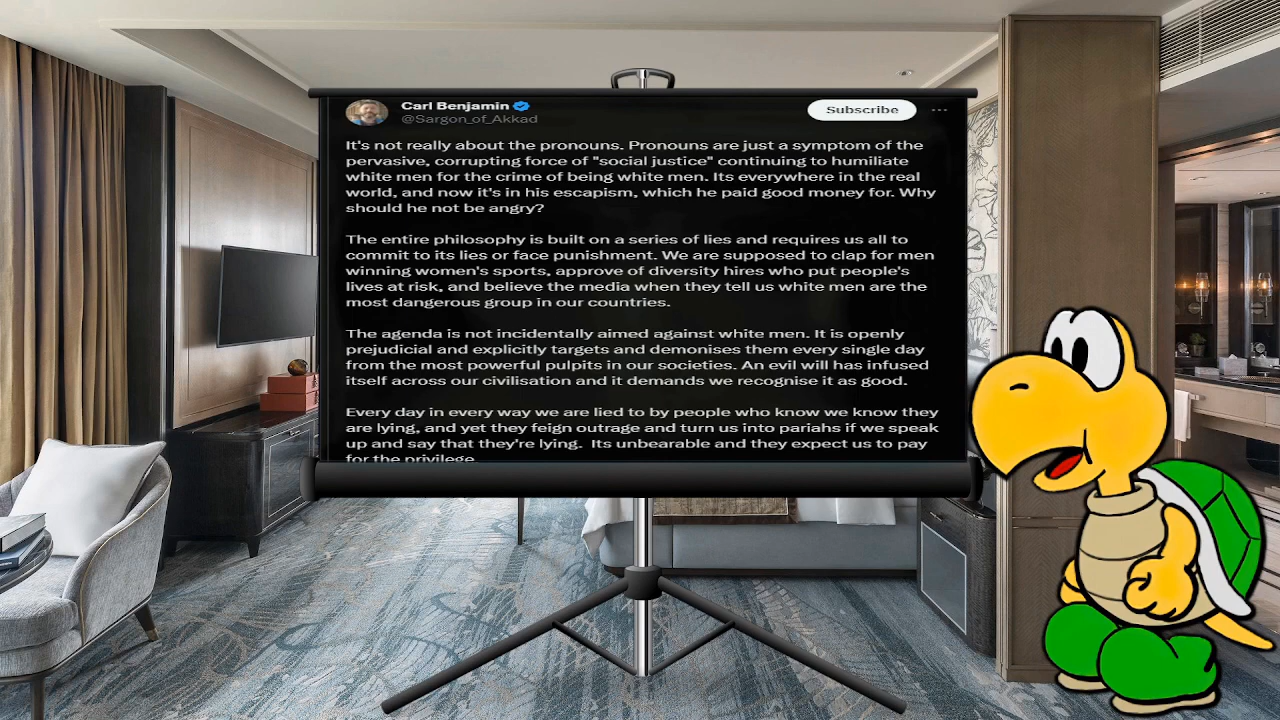 Carl Benjamin
@Sargon_of_Akkad
Subscribe
It's not really about the pronouns. Pronouns are just a symptom of the
pervasive, corrupting force of "social justice" continuing to humiliate
white men for the crime of being white men. Its everywhere in the real
world, and now it's in his escapism, which he paid good money for. Why
should he not be angry?
The entire philosophy is built on a series of lies and requires us all to
commit to its lies or face punishment. We are supposed to clap for men
winning women's sports, approve of diversity hires who put people's
lives at risk, and believe the media when they tell us white men are the
most dangerous group in our countries.
The agenda is not incidentally aimed against white men. It is openly
prejudicial and explicitly targets and demonises them every single day
from the most powerful pulpits in our societies. An evil will has infused
itself across our civilisation and it demands we recognise it as good.
Every day in every way we are lied to by people who know we know they
are lying, and yet they feign outrage and turn us into pariahs if we speak
up and say that they're lying. Its unbearable and they expect us to pay
for the privilege.